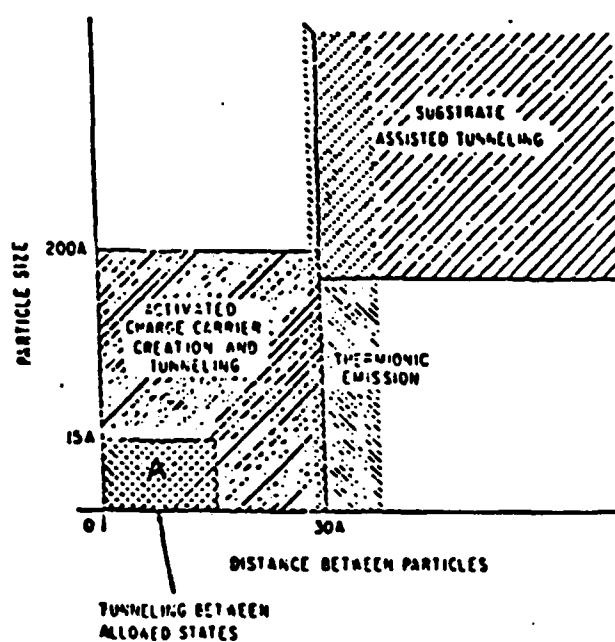 SUBSTRATE
ASSISTED TUNNELING
200A
PARTICLE SIZE
ACTIVATED
CHARGE CARRIER
CREATION AND
TUNNELING
THERMIONIC
EMISSION
15A
A
0
30A
DISTANCE BETWEEN PARTICLES
TUNNELING BETWEEN
ALLOWED STATES